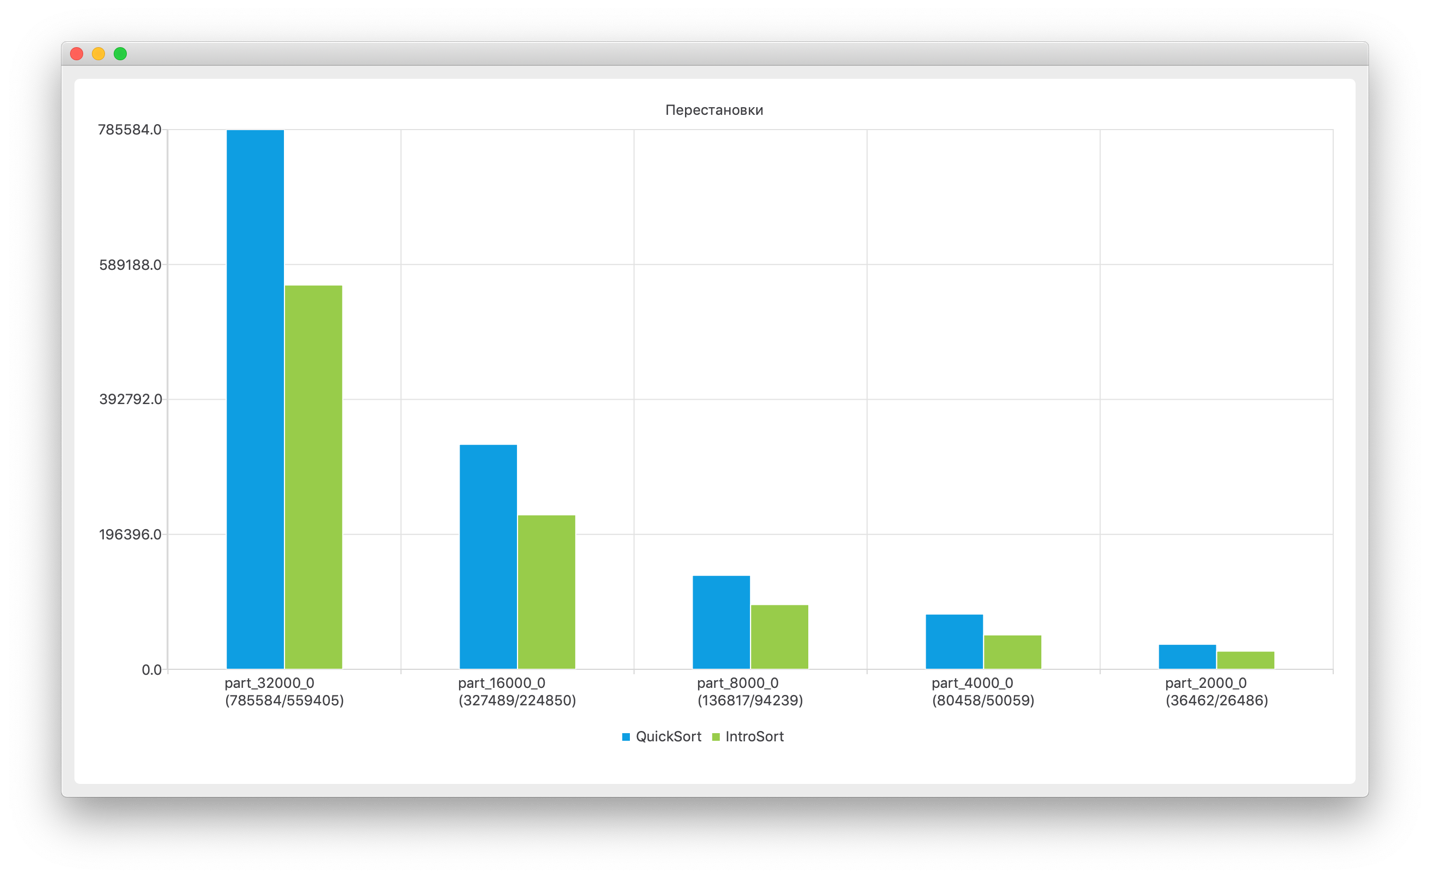 Перестановки
785584.0
589188.0
392792.0
196396.0
0.0
part_32000_0
(785584/559405)
part_16000_0
(327489/224850)
part_8000_0
(136817/94239)
part_4000_0
(80458/50059)
part_2000_0
(36462/26486)
QuickSort
IntroSort